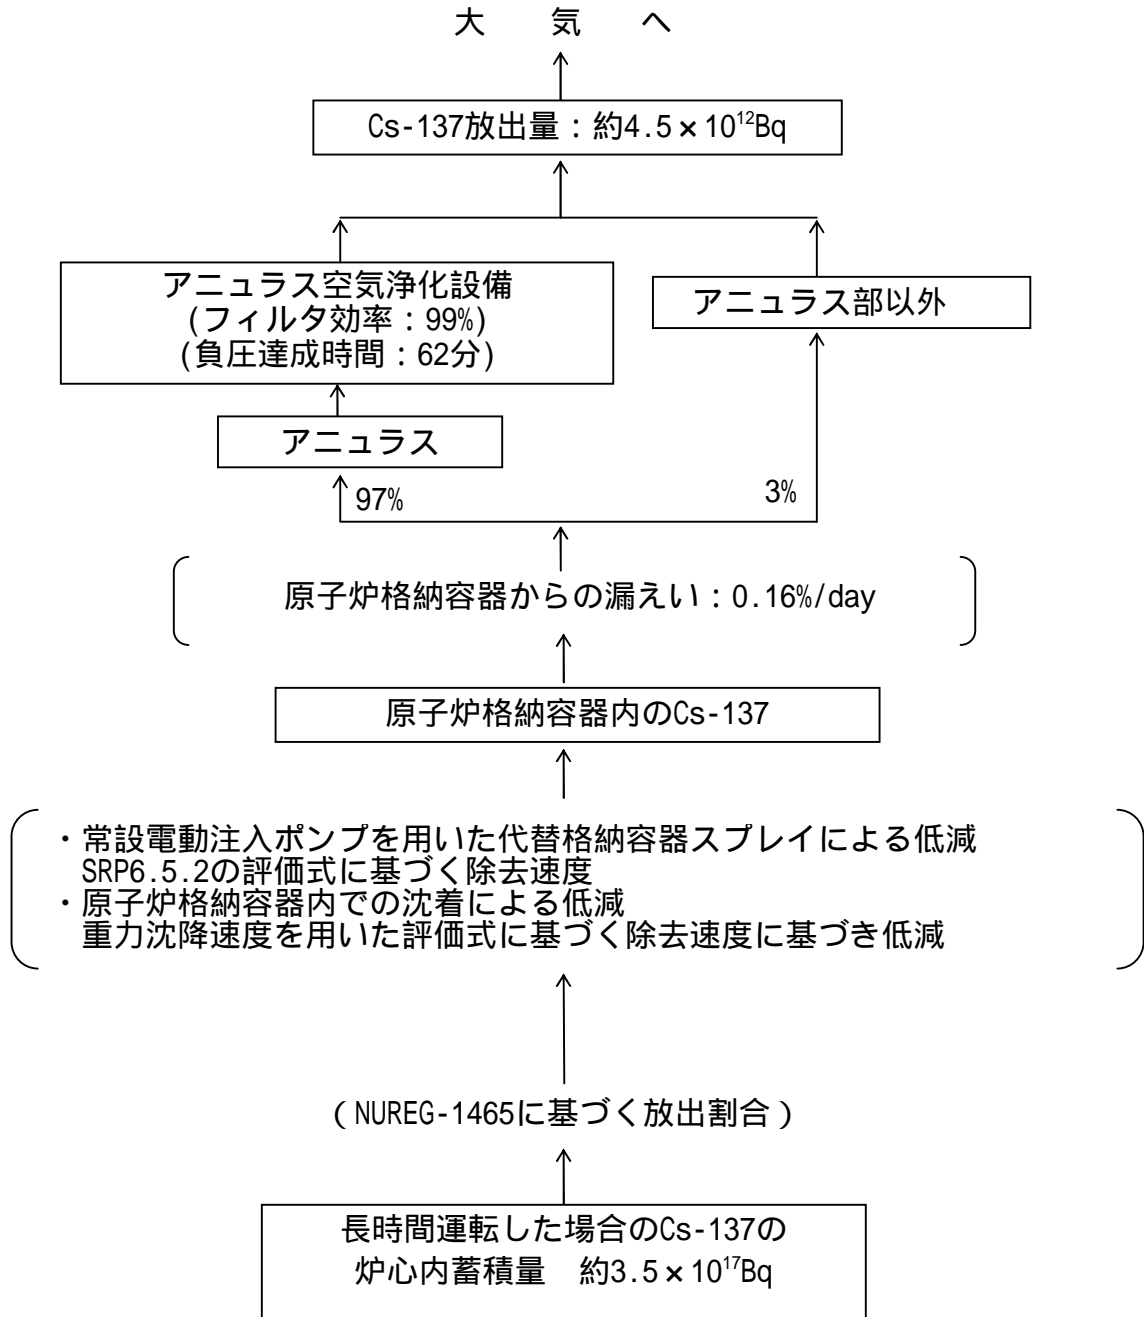 大 気 へ
Cs-137放出量：約4.5×10¹²Bq
アニュラス空気浄化設備
(フィルタ効率：99%)
(負圧達成時間：62分)
アニュラス部以外
アニュラス
97%
3%
原子炉格納容器からの漏えい：0.16%/day
原子炉格納容器内のCs-137
・常設電動注入ポンプを用いた代替格納容器スプレイによる低減
SRP6.5.2の評価式に基づく除去速度
・原子炉格納容器内での沈着による低減
重力沈降速度を用いた評価式に基づく除去速度に基づき低減
(NUREG-1465に基づく放出割合)
長時間運転した場合のCs-137の
炉心内蓄積量 約3.5×10¹⁷Bq